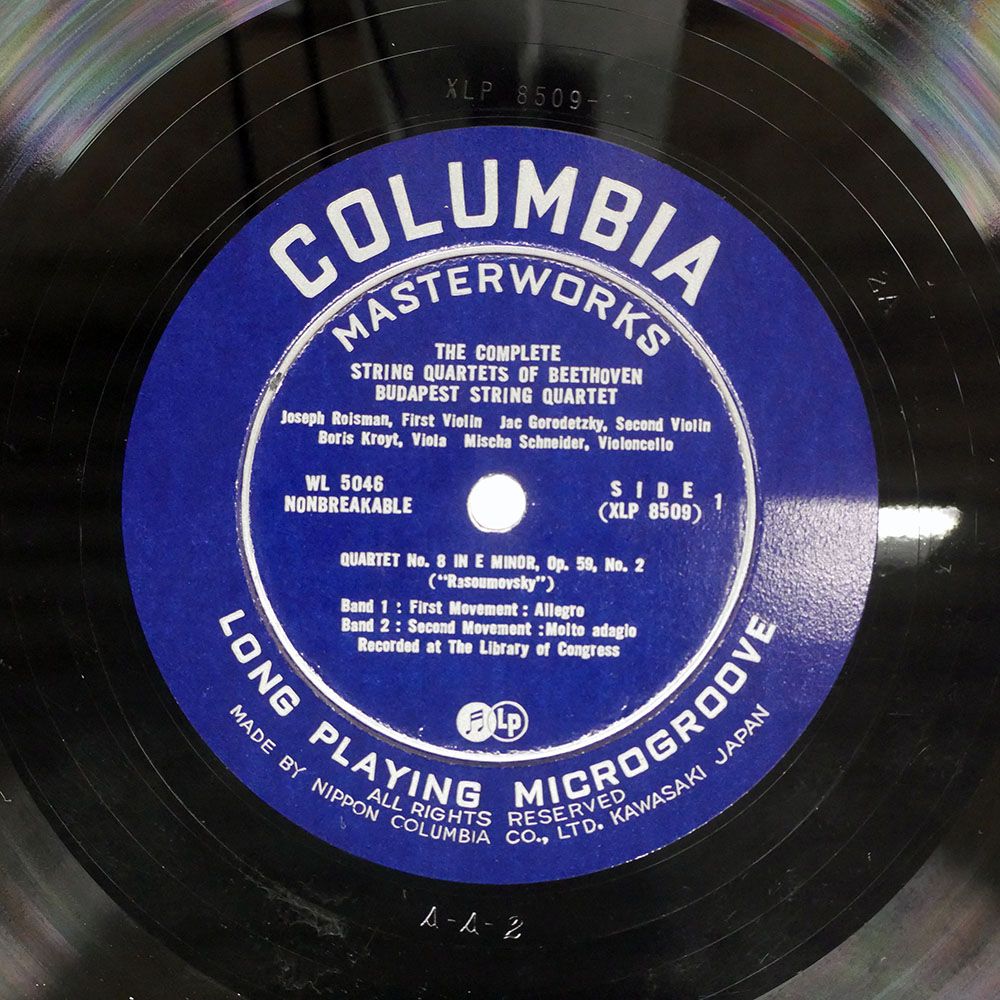 XLP 8509-
COLUMBIA
MASTERWORKS
THE COMPLETE
STRING QUARTETS OF BEETHOVEN
BUDAPEST STRING QUARTET
Joseph Roisman, First Violin Jac Gorodetzky, Second Violin
Boris Kroyt, Viola Mischa Schneider, Violoncello
WL 5046
NONBREAKABLE
SIDE 1
(XLP 8509)
QUARTET No. 8 IN E MINOR, Op. 59, No. 2
("Rasoumovsky")
Band 1 : First Movement : Allegro
Band 2 : Second Movement :Molto adagio
Recorded at The Library of Congress
Lp
LONG PLAYING MICROGROOVE
ALL RIGHTS RESERVED
MADE BY NIPPON COLUMBIA CO., LTD. KAWASAKI JAPAN
A-A-2